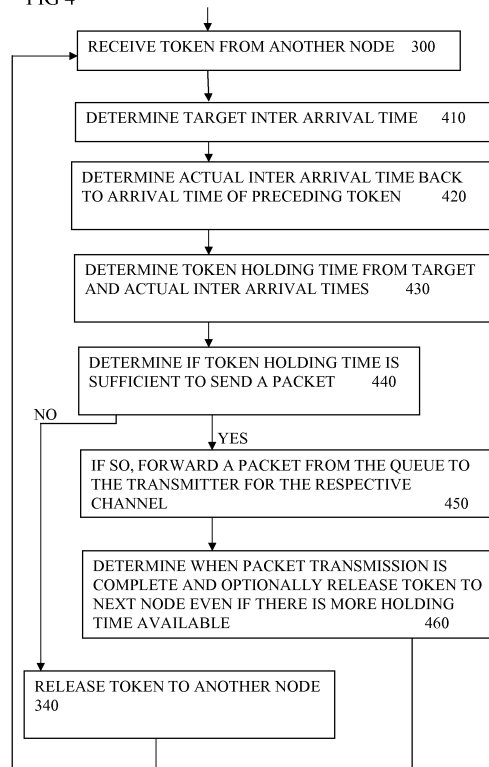 FIG 4
RECEIVE TOKEN FROM ANOTHER NODE 300
DETERMINE TARGET INTER ARRIVAL TIME 410
DETERMINE ACTUAL INTER ARRIVAL TIME BACK
TO ARRIVAL TIME OF PRECEDING TOKEN 420
DETERMINE TOKEN HOLDING TIME FROM TARGET
AND ACTUAL INTER ARRIVAL TIMES 430
DETERMINE IF TOKEN HOLDING TIME IS
SUFFICIENT TO SEND A PACKET 440
NO
YES
IF SO, FORWARD A PACKET FROM THE QUEUE TO
THE TRANSMITTER FOR THE RESPECTIVE
CHANNEL 450
DETERMINE WHEN PACKET TRANSMISSION IS
COMPLETE AND OPTIONALLY RELEASE TOKEN TO
NEXT NODE EVEN IF THERE IS MORE HOLDING
TIME AVAILABLE 460
RELEASE TOKEN TO ANOTHER NODE
340